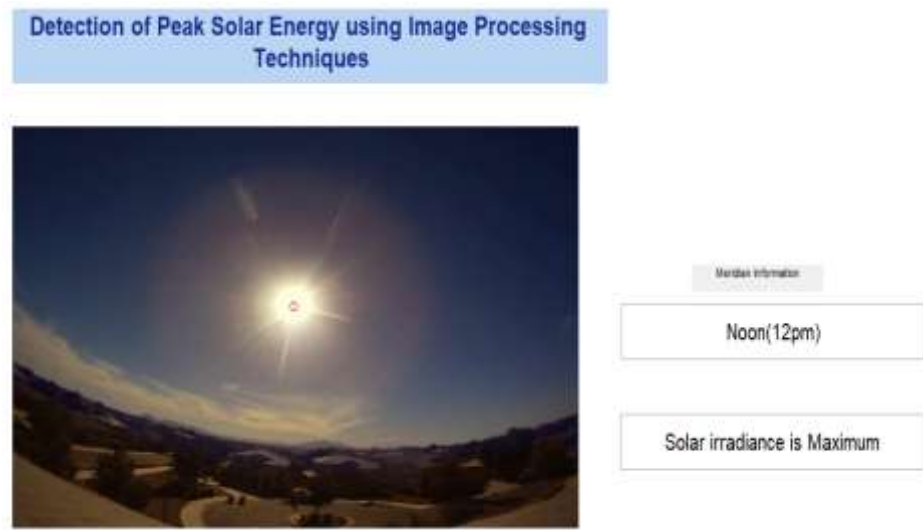 Detection of Peak Solar Energy using Image Processing
Techniques
Meridian Information
Noon(12pm)
Solar irradiance is Maximum